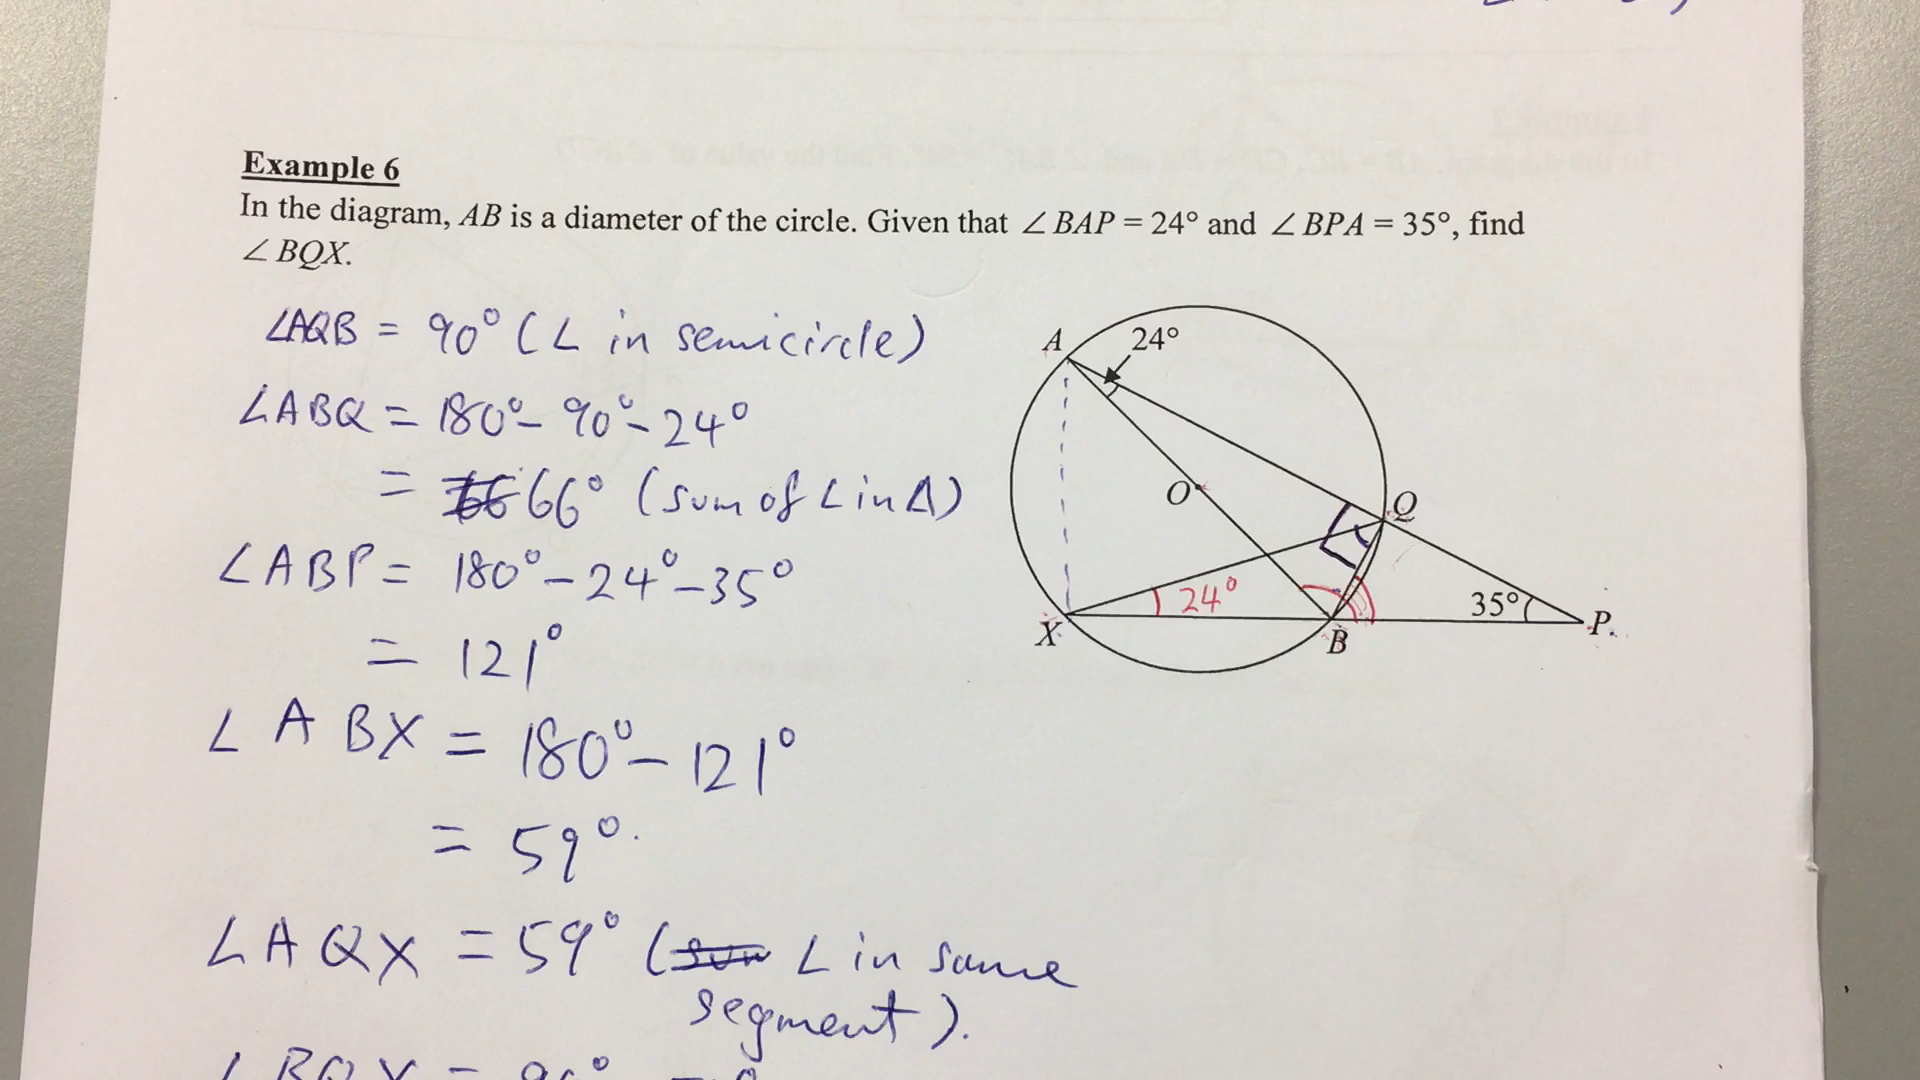 Example 6
In the diagram, AB is a diameter of the circle. Given that ∠BAP = 24° and ∠BPA = 35°, find
∠BQX.
∠AQB = 90° (∠ in semicircle)
∠ABQ = 180° - 90° - 24°
= 66° (sum of ∠ in Δ)
∠ABP = 180° - 24° - 35°
= 121°
∠ABX = 180° - 121°
= 59°.
∠AQX = 59° (∠ in same
segment).
A
24°
O
Q
24°
35°
X
B
P.